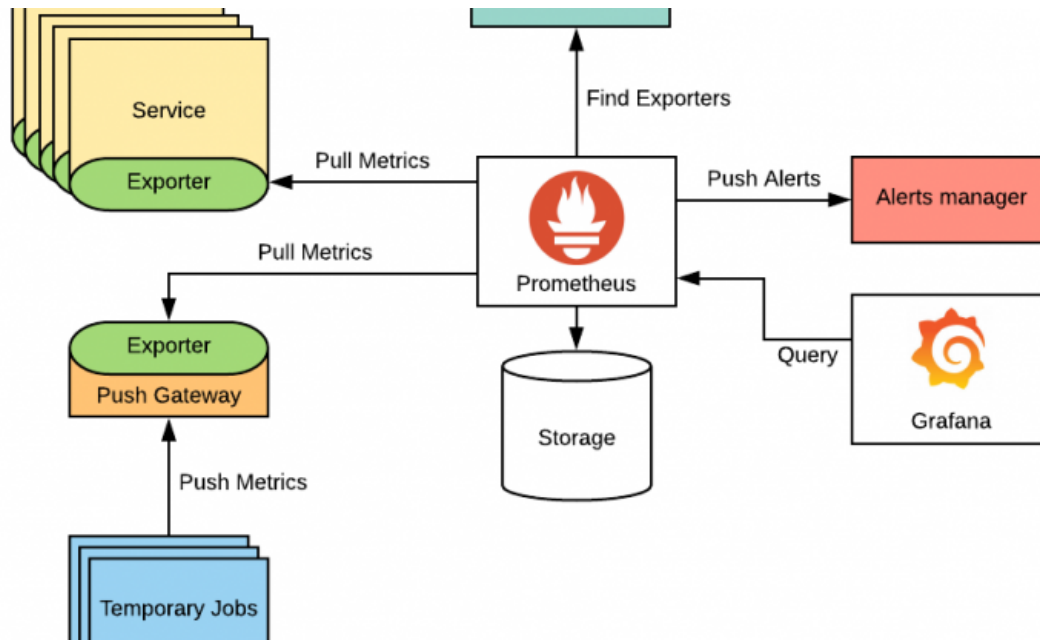 Service
Find Exporters
Pull Metrics
Push Alerts
Exporter
Alerts manager
Pull Metrics
Prometheus
Exporter
Query
Push Gateway
Grafana
Storage
Push Metrics
Temporary Jobs